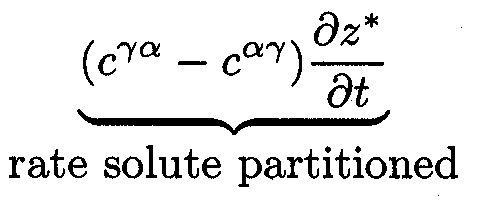 (c^{γα} − c^{αγ}) ∂z*/∂t
rate solute partitioned